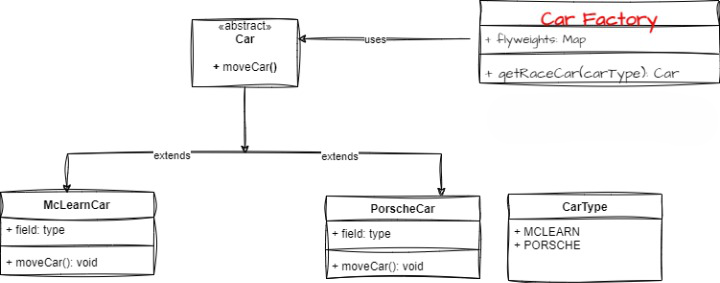 «abstract»
Car
+ moveCar()
uses
Car Factory
+ flyweights: Map
+ getRaceCar(carType): Car
extends
extends
McLearnCar
+ field: type
+ moveCar(): void
PorscheCar
+ field: type
+ moveCar(): void
CarType
+ MCLEARN
+ PORSCHE